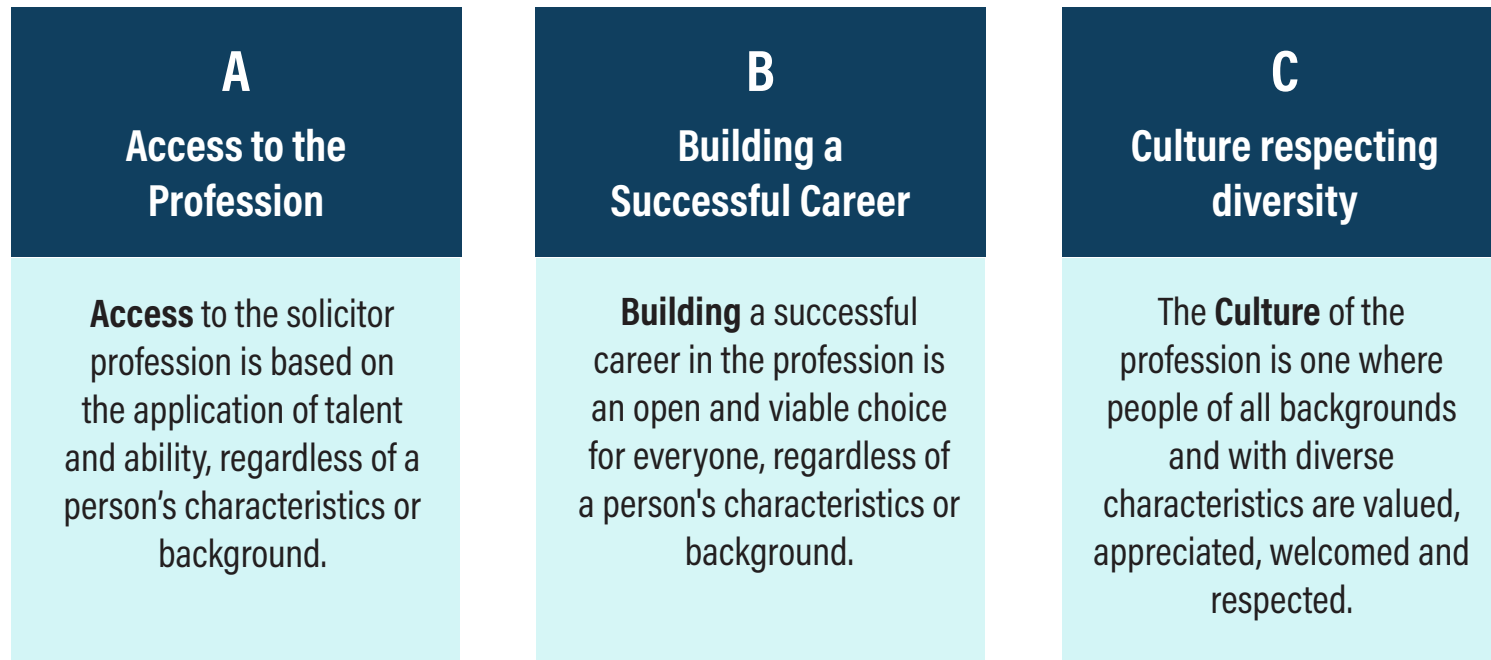 A
Access to the
Profession
Access to the solicitor
profession is based on
the application of talent
and ability, regardless of a
person’s characteristics or
background.
B
Building a
Successful Career
Building a successful
career in the profession is
an open and viable choice
for everyone, regardless of
a person's characteristics or
background.
C
Culture respecting
diversity
The Culture of the
profession is one where
people of all backgrounds
and with diverse
characteristics are valued,
appreciated, welcomed and
respected.